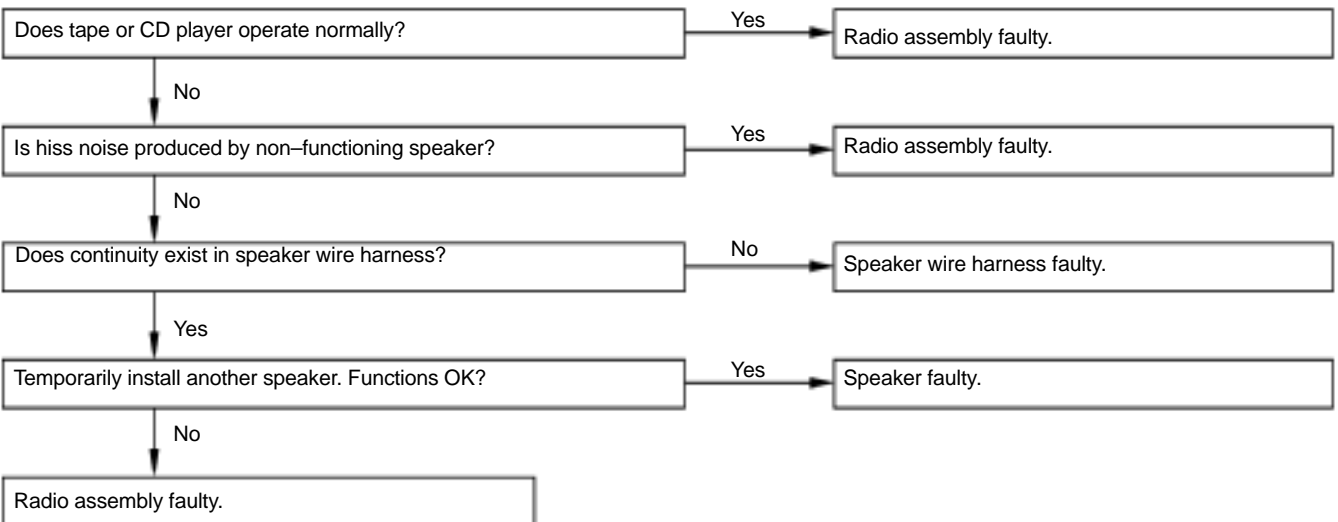 Does tape or CD player operate normally?
Yes
Radio assembly faulty.
No
Is hiss noise produced by non–functioning speaker?
Yes
Radio assembly faulty.
No
Does continuity exist in speaker wire harness?
No
Speaker wire harness faulty.
Yes
Temporarily install another speaker. Functions OK?
Yes
Speaker faulty.
No
Radio assembly faulty.